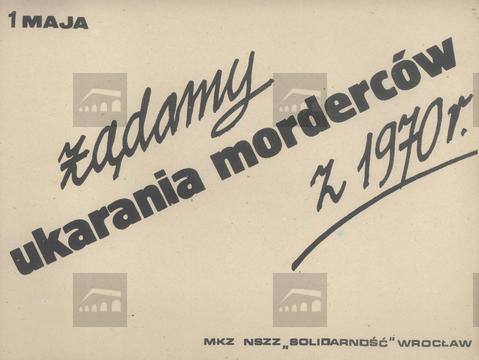 1 MAJA
żądamy
ukarania morderców
z 1970 r.
MKZ NSZZ „SOLIDARNOŚĆ“ WROCŁAW